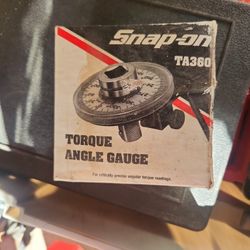 Snap-on
TA360
TORQUE
ANGLE GAUGE
For critically precise angular torque readings.